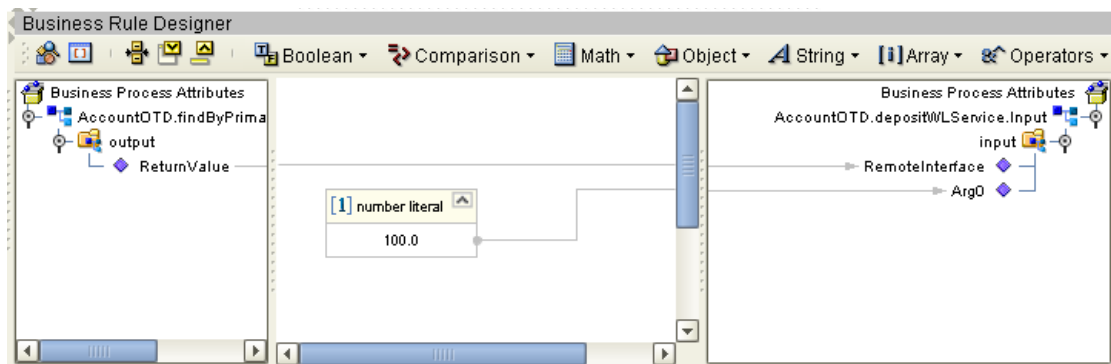 Business Rule Designer
Boolean Comparison Math Object String Array Operators
Business Process Attributes
AccountOTD.findByPrima
output
ReturnValue
[1] number literal
100.0
Business Process Attributes
AccountOTD.depositWLService.Input
input
RemoteInterface
Arg0